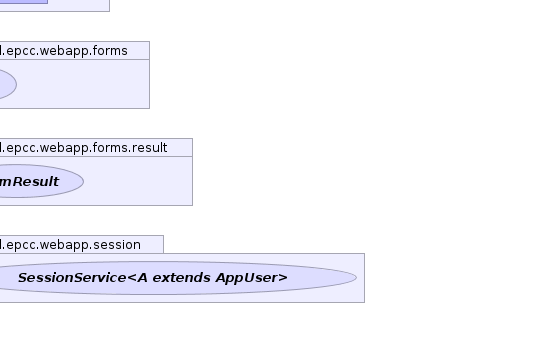 l.epcc.webapp.forms
l.epcc.webapp.forms.result
mResult
l.epcc.webapp.session
SessionService<A extends AppUser>